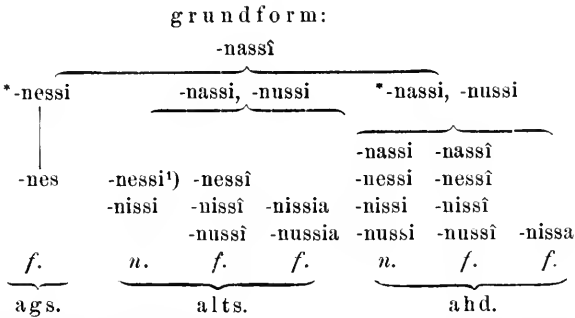 grundform:
-nassî
*-nessi -nassi, -nussi *-nassi, -nussi
-nassi -nassî
-nes -nessi¹) -nessî -nessi -nessî
-nissi -nissî -nissia -nissi -nissî
-nussî -nussia -nussi -nussî -nissa
f. n. f. f. n. f. f.
ags. alts. ahd.